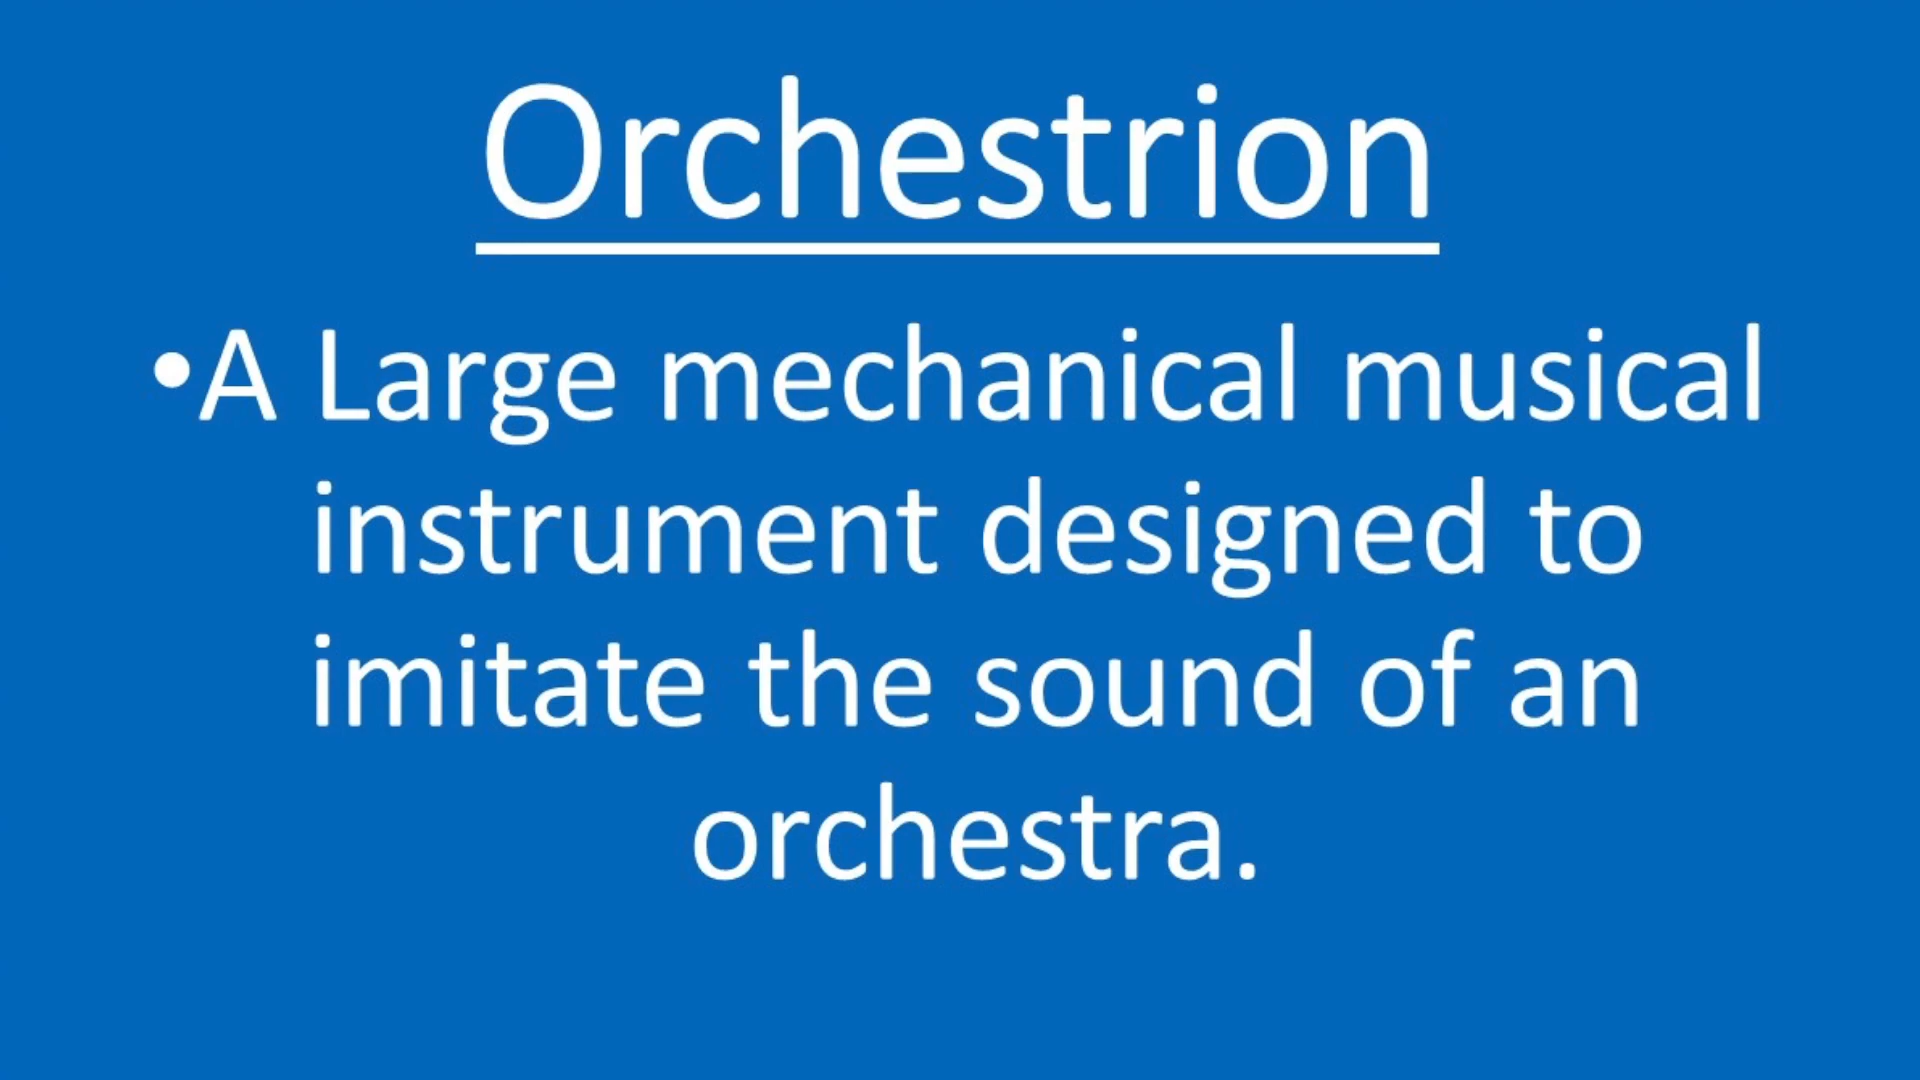 Orchestrion
•A Large mechanical musical
instrument designed to
imitate the sound of an
orchestra.